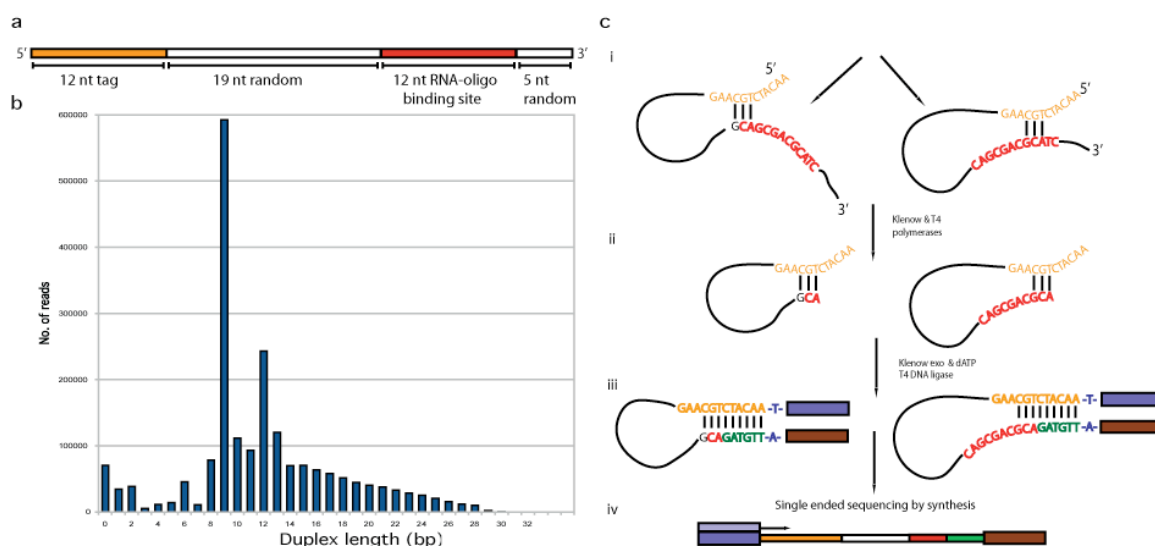 a
5′ 3′
12 nt tag 19 nt random 12 nt RNA-oligo binding site 5 nt random
b
No. of reads
600000
500000
400000
300000
200000
100000
0
0 2 4 6 8 10 12 14 16 18 20 22 24 26 28 30 32
Duplex length (bp)
c
i
5′
GAACGTCTACAA
GCAGCGACGCATC
3′
5′
GAACGTCTACAA
CAGCGACGCATC
3′
Klenow & T4
polymerases
ii
GAACGTCTACAA
GCA
GAACGTCTACAA
CAGCGACGCA
Klenow exo & dATP
T4 DNA ligase
iii
GAACGTCTACAA -T-
GCAGATGTT -A-
GAACGTCTACAA -T-
CAGCGACGCAGATGTT -A-
Single ended sequencing by synthesis
iv